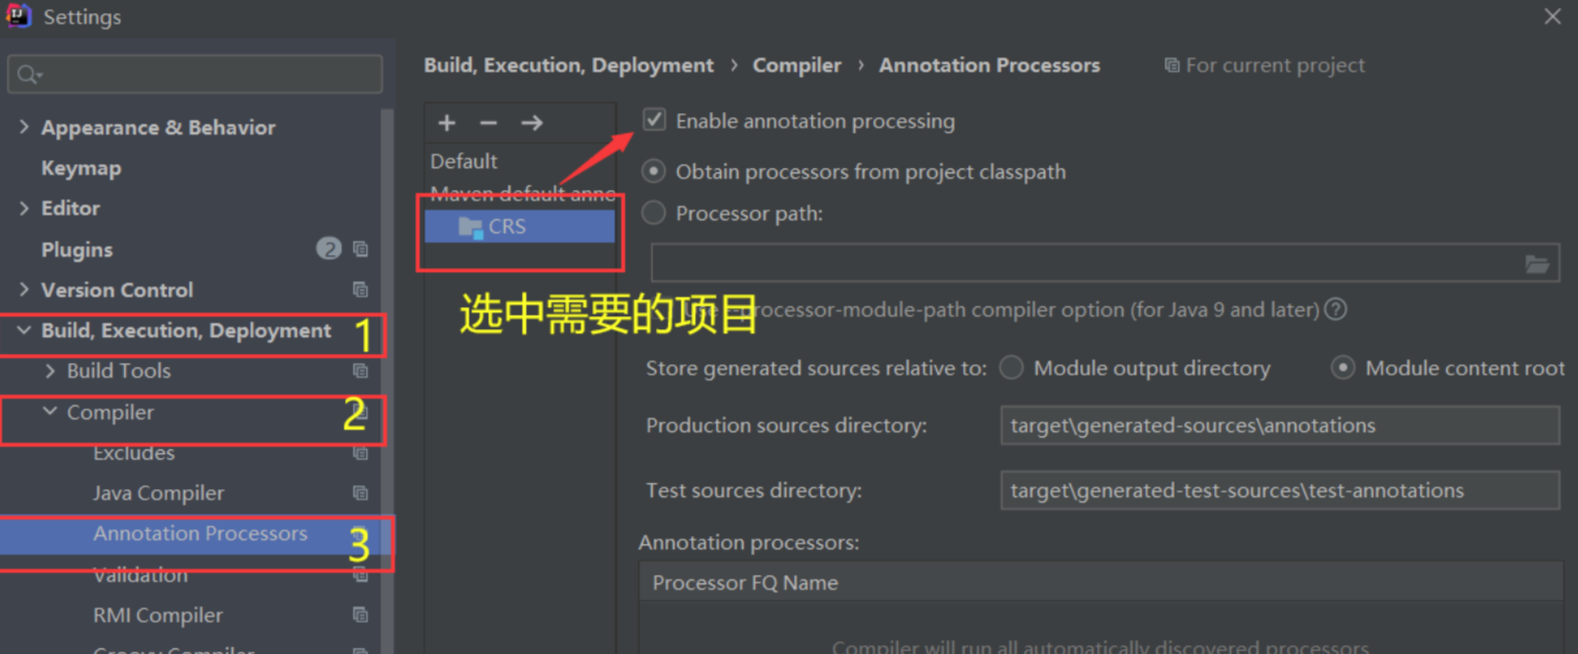 Settings
Build, Execution, Deployment › Compiler › Annotation Processors For current project
Appearance & Behavior
Keymap
Editor
Plugins 2
Version Control
Build, Execution, Deployment 1
Build Tools
Compiler 2
Excludes
Java Compiler
Annotation Processors 3
Validation
RMI Compiler
Groovy Compiler
Default
Maven default anno
CRS
选中需要的项目
Enable annotation processing
Obtain processors from project classpath
Processor path:
-processor-module-path compiler option (for Java 9 and later) ?
Store generated sources relative to: Module output directory Module content root
Production sources directory: target\generated-sources\annotations
Test sources directory: target\generated-test-sources\test-annotations
Annotation processors:
Processor FQ Name
Compiler will run all automatically discovered processors